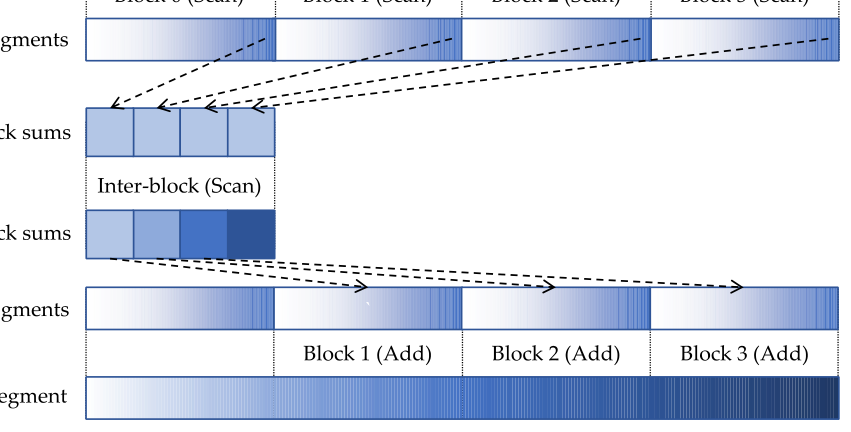 Block 0 (Scan) Block 1 (Scan) Block 2 (Scan) Block 3 (Scan)
egments
ck sums
Inter-block (Scan)
ck sums
gments
Block 1 (Add) Block 2 (Add) Block 3 (Add)
egment